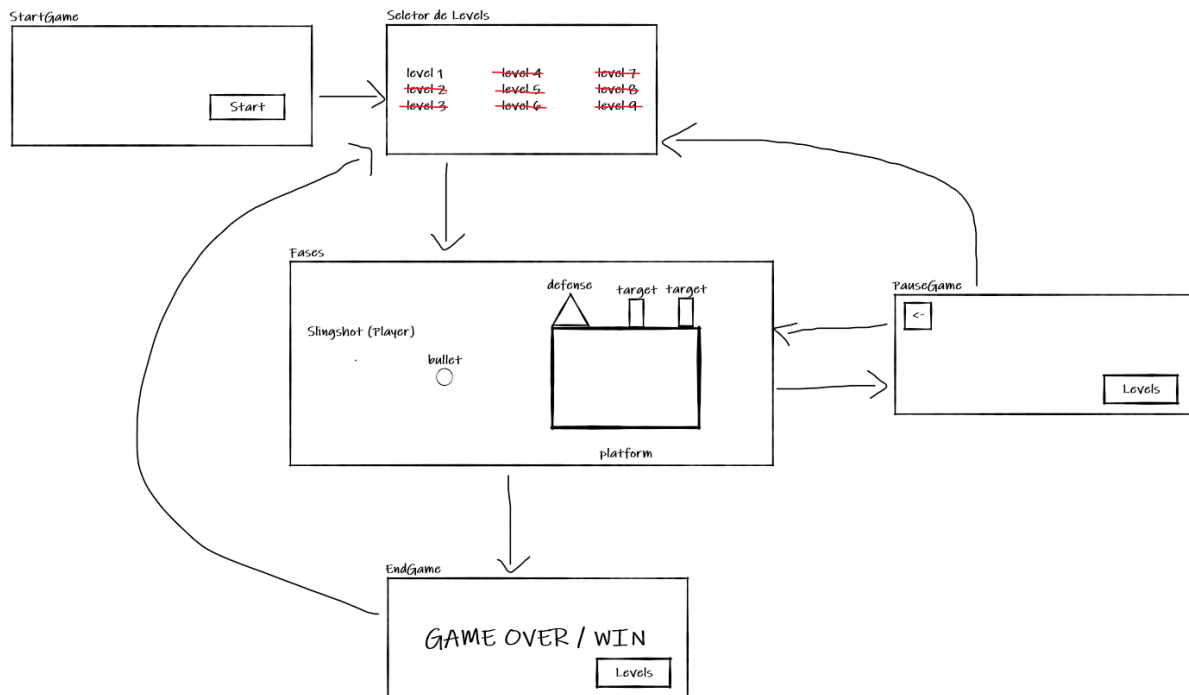 StartGame
Start
Seletor de Levels
level 1
level 2
level 3
level 4
level 5
level 6
level 7
level 8
level 9
Fases
defense
target target
Slingshot (Player)
bullet
platform
PauseGame
<-
Levels
EndGame
GAME OVER / WIN
Levels